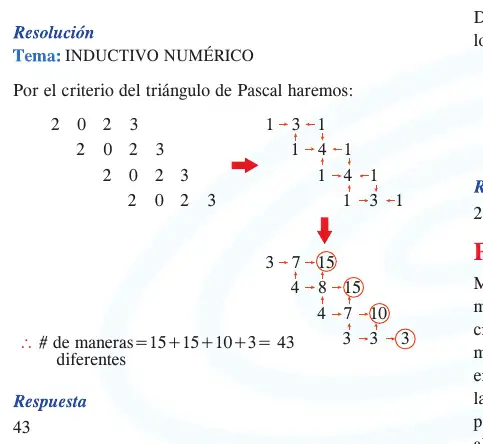 Resolución
Tema: INDUCTIVO NUMÉRICO
Por el criterio del triángulo de Pascal haremos:
2 0 2 3
2 0 2 3
2 0 2 3
2 0 2 3
1 → 3 ← 1
1 → 4 ← 1
1 → 4 ← 1
1 → 3 ← 1
3 → 7 → 15
4 → 8 → 15
4 → 7 → 10
3 → 3 → 3
∴ # de maneras=15+15+10+3= 43
diferentes
Respuesta
43